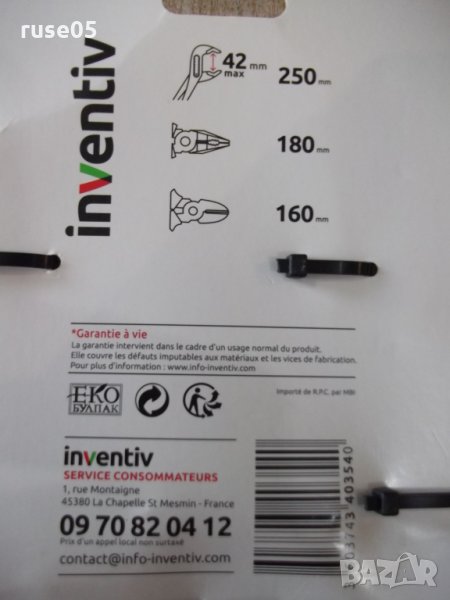 ruse05
inventiv
42 mm
max
250 mm
180 mm
160 mm
*Garantie à vie
La garantie intervient dans le cadre d'un usage normal du produit.
Elle couvre les défauts imputables aux matériaux et les vices de fabrication.
Pour plus d'information : www.info-inventiv.com
ЕКО
БУЛПАК
Importé de R.P.C. par MBI
inventiv
SERVICE CONSOMMATEURS
1, rue Montaigne
45380 La Chapelle St Mesmin - France
09 70 82 04 12
Prix d'un appel local non surtaxé
contact@info-inventiv.com
403540
BAZAR